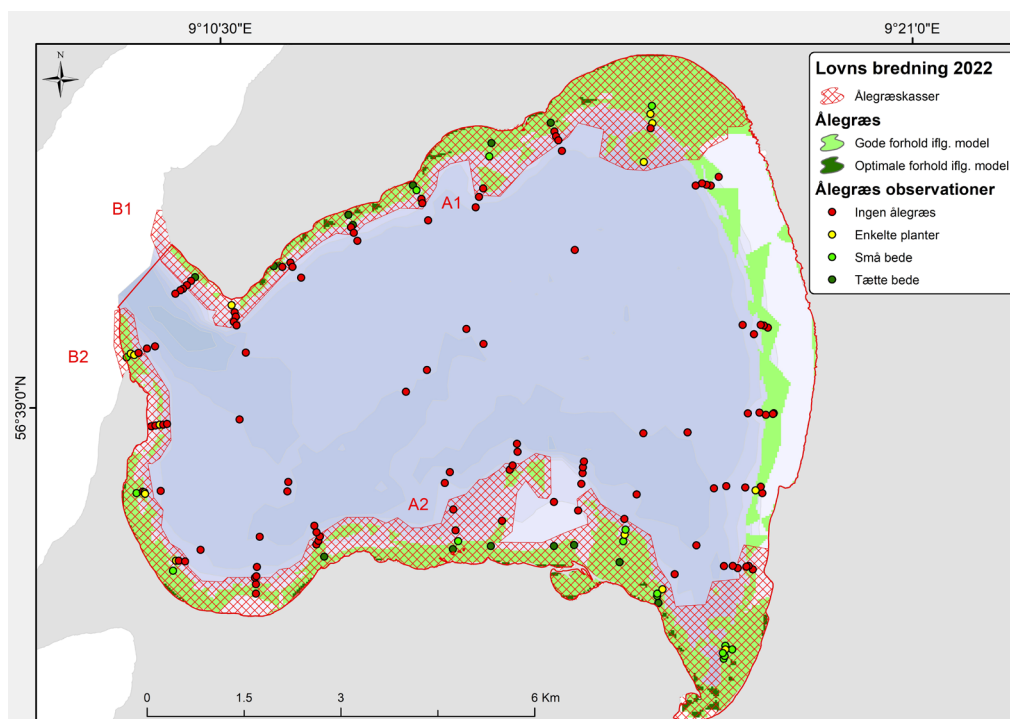 9°10'30"E
9°21'0"E
N
Lovns bredning 2022
Ålegræskasser
Ålegræs
Gode forhold iflg. model
Optimale forhold iflg. model
Ålegræs observationer
Ingen ålegræs
Enkelte planter
Små bede
Tætte bede
B1
A1
B2
56°39'0"N
A2
0 1.5 3 6 Km